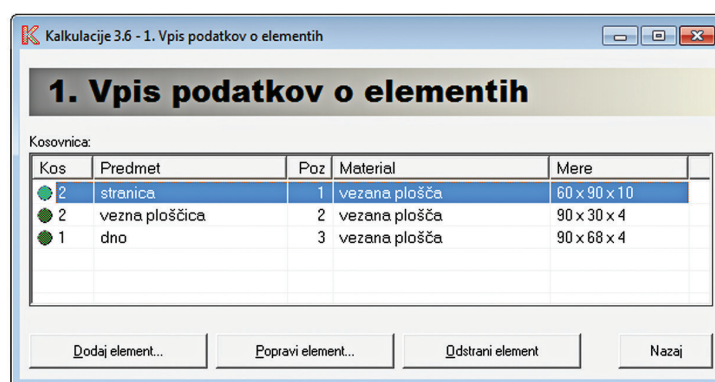 Kalkulacije 3.6 - 1. Vpis podatkov o elementih
1. Vpis podatkov o elementih
Kosovnica:
Kos Predmet Poz Material Mere
2 stranica 1 vezana plošča 60 x 90 x 10
2 vezna ploščica 2 vezana plošča 90 x 30 x 4
1 dno 3 vezana plošča 90 x 68 x 4
Dodaj element... Popravi element... Odstrani element Nazaj